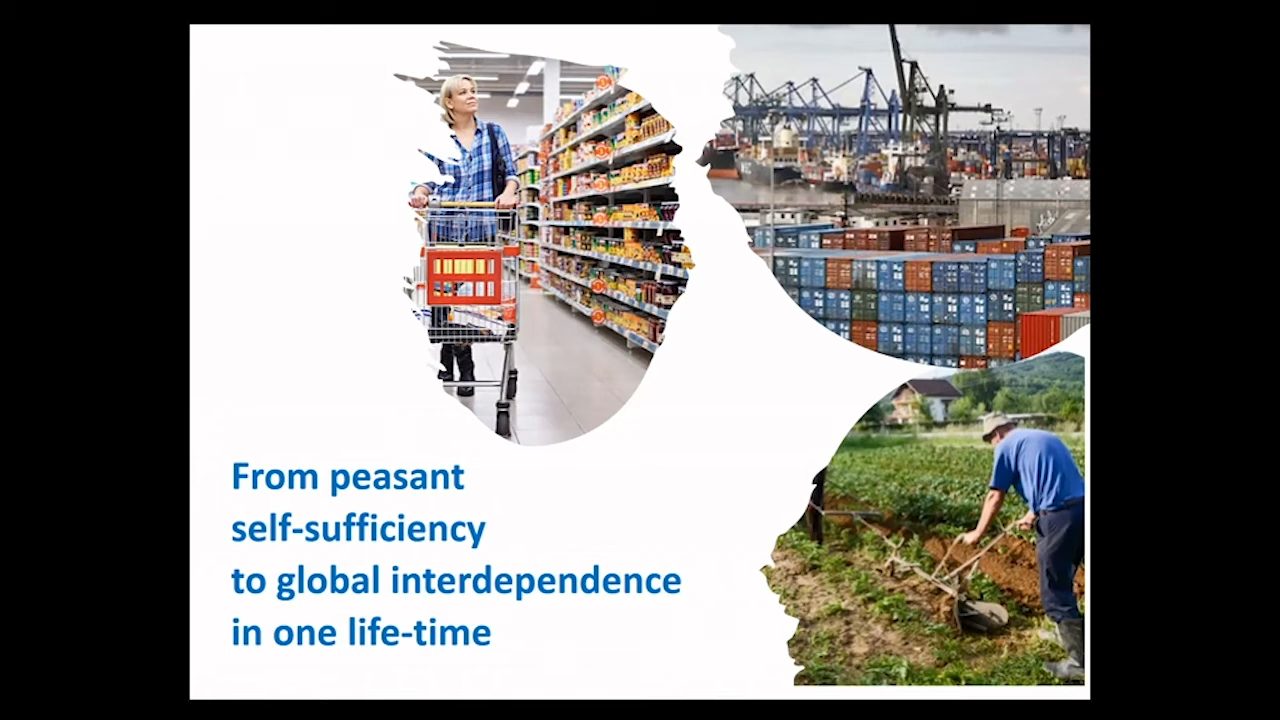 From peasant
self-sufficiency
to global interdependence
in one life-time